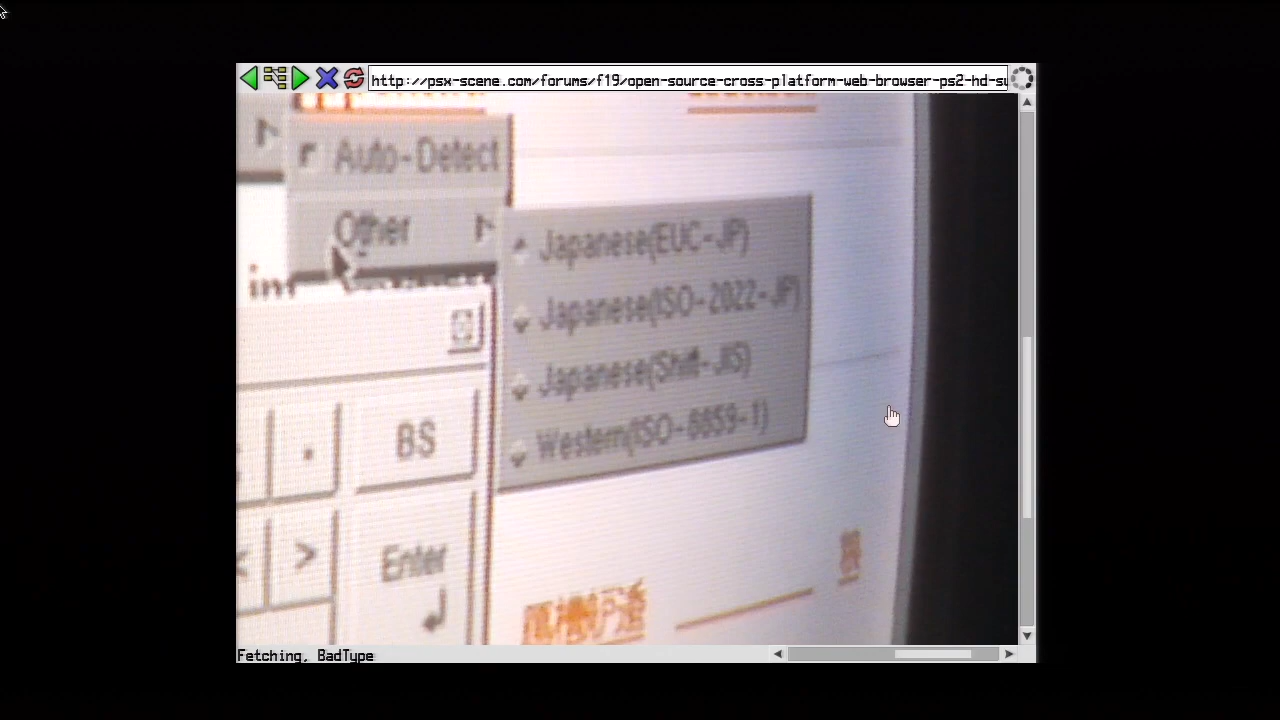 http://psx-scene.com/forums/f19/open-source-cross-platform-web-browser-ps2-hd-su
Auto-Detect
Other
Japanese(EUC-JP)
Japanese(ISO-2022-JP)
Japanese(Shift-JIS)
Western(ISO-8859-1)
BS
.
< >
Enter
Fetching, BadType